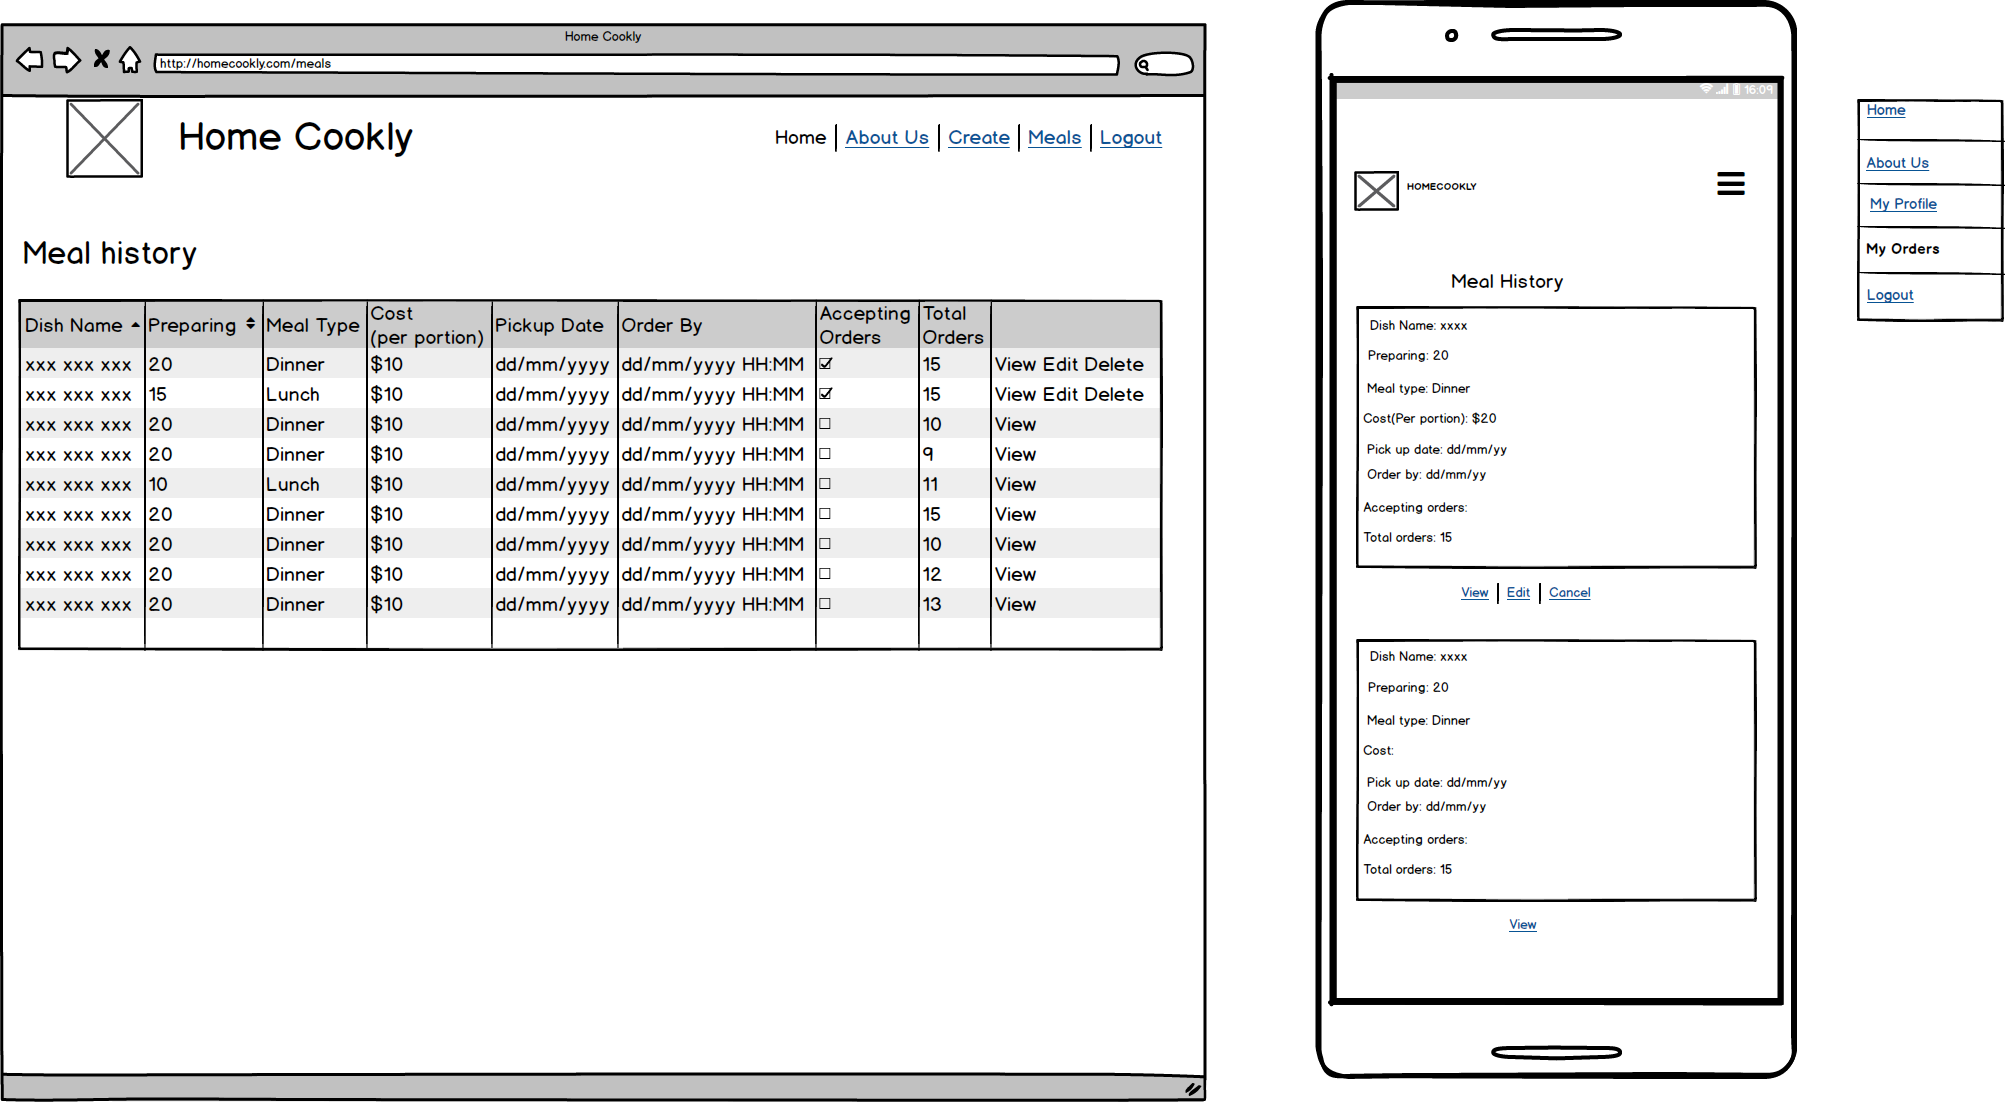 Home Cookly
http://homecookly.com/meals
Home Cookly
Home About Us Create Meals Logout
Meal history
Dish Name Preparing Meal Type Cost (per portion) Pickup Date Order By Accepting Orders Total Orders
xxx xxx xxx 20 Dinner $10 dd/mm/yyyy dd/mm/yyyy HH:MM 15 View Edit Delete
xxx xxx xxx 15 Lunch $10 dd/mm/yyyy dd/mm/yyyy HH:MM 15 View Edit Delete
xxx xxx xxx 20 Dinner $10 dd/mm/yyyy dd/mm/yyyy HH:MM 10 View
xxx xxx xxx 20 Dinner $10 dd/mm/yyyy dd/mm/yyyy HH:MM 9 View
xxx xxx xxx 10 Lunch $10 dd/mm/yyyy dd/mm/yyyy HH:MM 11 View
xxx xxx xxx 20 Dinner $10 dd/mm/yyyy dd/mm/yyyy HH:MM 15 View
xxx xxx xxx 20 Dinner $10 dd/mm/yyyy dd/mm/yyyy HH:MM 10 View
xxx xxx xxx 20 Dinner $10 dd/mm/yyyy dd/mm/yyyy HH:MM 12 View
xxx xxx xxx 20 Dinner $10 dd/mm/yyyy dd/mm/yyyy HH:MM 13 View
16:09
HOMECOOKLY
Meal History
Dish Name: xxxx
Preparing: 20
Meal type: Dinner
Cost(Per portion): $20
Pick up date: dd/mm/yy
Order by: dd/mm/yy
Accepting orders:
Total orders: 15
View Edit Cancel
Dish Name: xxxx
Preparing: 20
Meal type: Dinner
Cost:
Pick up date: dd/mm/yy
Order by: dd/mm/yy
Accepting orders:
Total orders: 15
View
Home
About Us
My Profile
My Orders
Logout